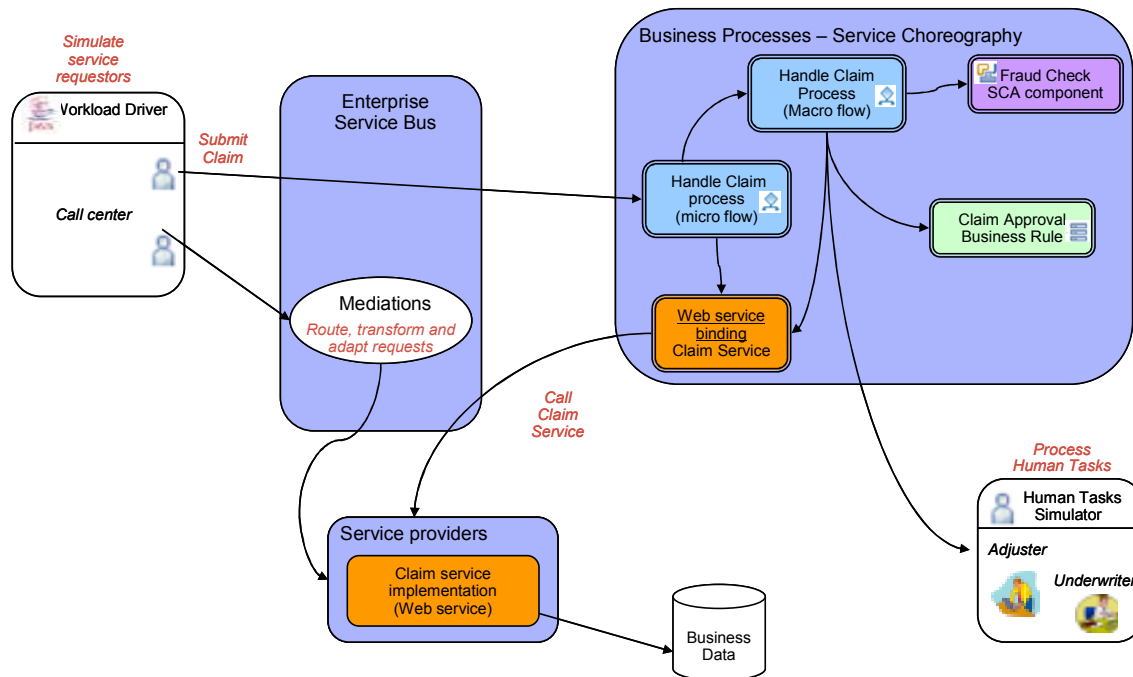 Simulate
service
requestors
Workload Driver
Call center
Submit
Claim
Enterprise
Service Bus
Mediations
Route, transform and
adapt requests
Business Processes – Service Choreography
Handle Claim
Process
(Macro flow)
Fraud Check
SCA component
Handle Claim
process
(micro flow)
Claim Approval
Business Rule
Web service
binding
Claim Service
Call
Claim
Service
Service providers
Claim service
implementation
(Web service)
Business
Data
Process
Human Tasks
Human Tasks
Simulator
Adjuster
Underwriter